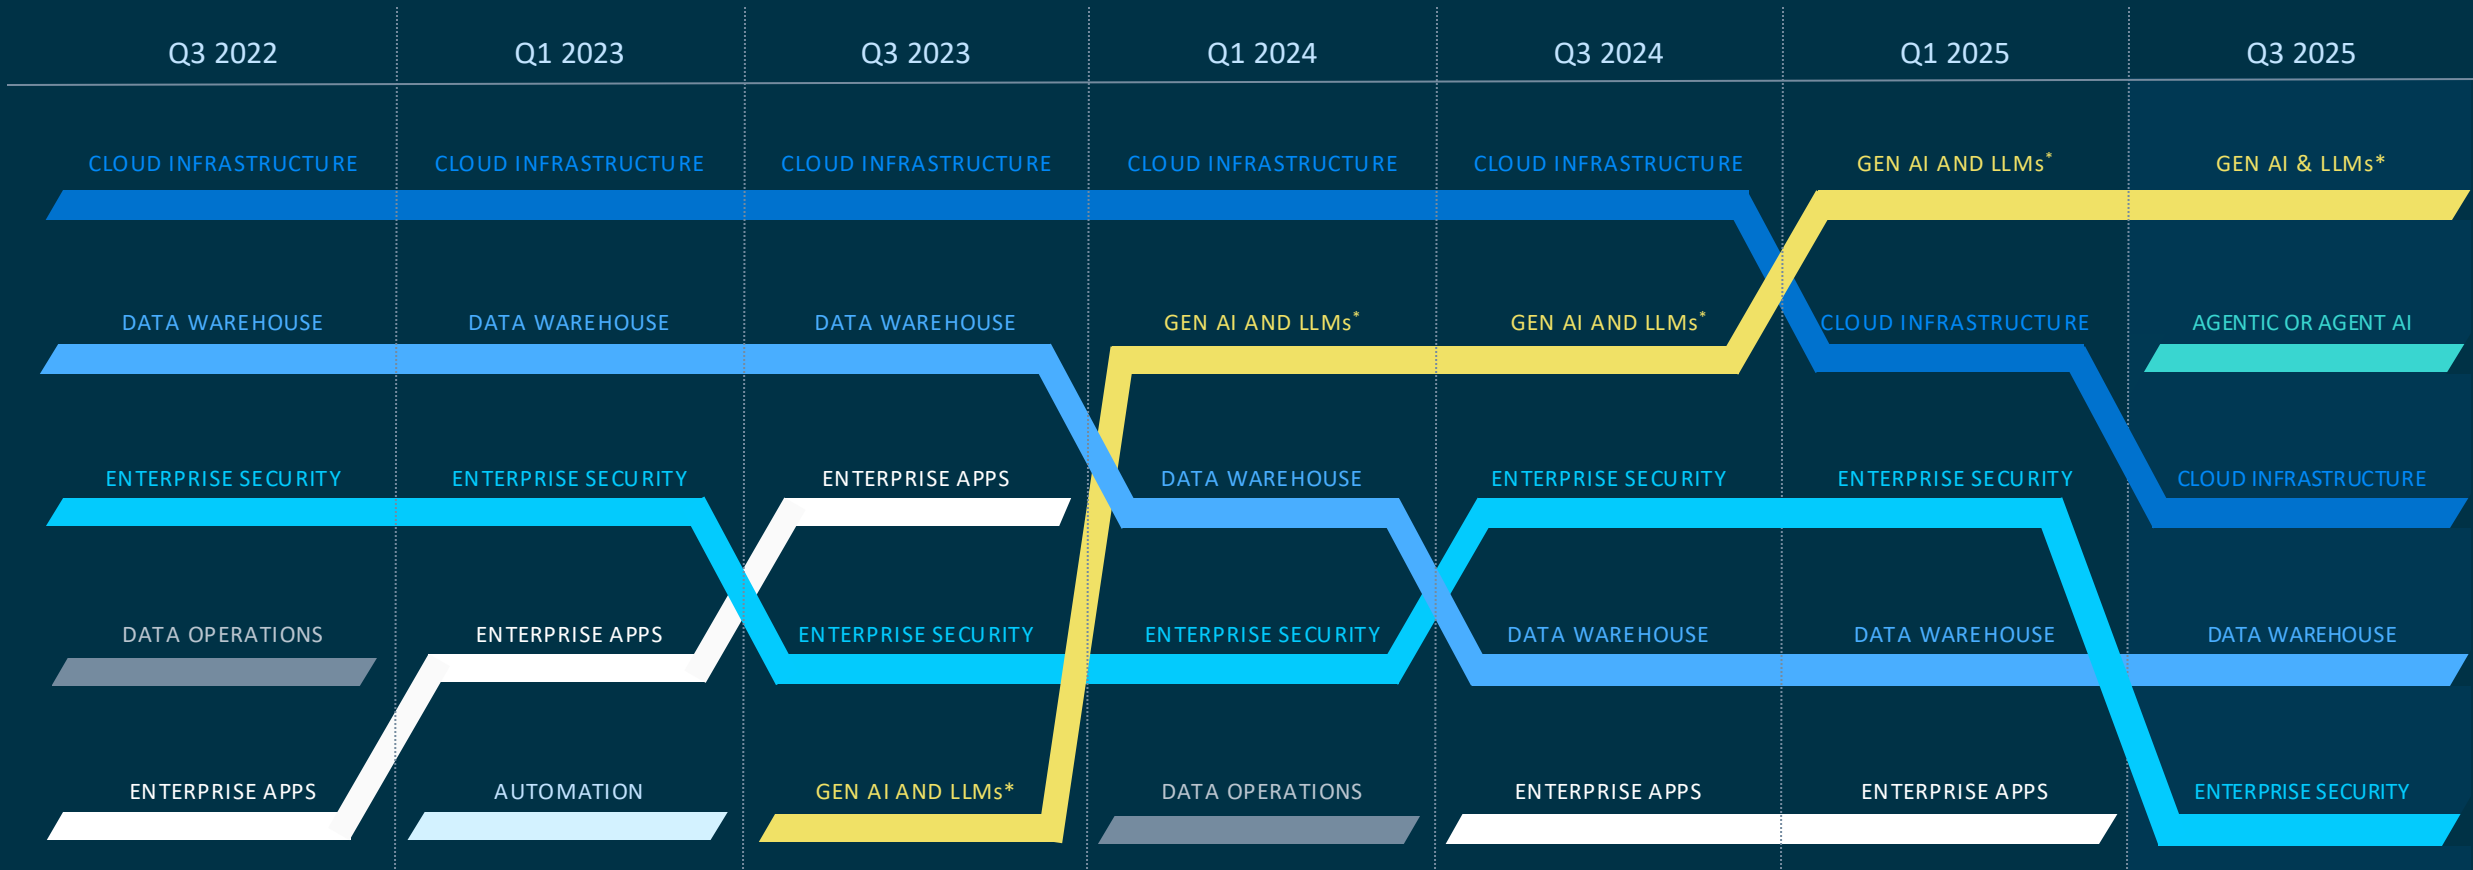 Q3 2022
Q1 2023
Q3 2023
Q1 2024
Q3 2024
Q1 2025
Q3 2025
CLOUD INFRASTRUCTURE
CLOUD INFRASTRUCTURE
CLOUD INFRASTRUCTURE
CLOUD INFRASTRUCTURE
CLOUD INFRASTRUCTURE
GEN AI AND LLMs*
GEN AI & LLMs*
DATA WAREHOUSE
DATA WAREHOUSE
DATA WAREHOUSE
GEN AI AND LLMs*
GEN AI AND LLMs*
CLOUD INFRASTRUCTURE
AGENTIC OR AGENT AI
ENTERPRISE SECURITY
ENTERPRISE SECURITY
ENTERPRISE APPS
DATA WAREHOUSE
ENTERPRISE SECURITY
ENTERPRISE SECURITY
CLOUD INFRASTRUCTURE
DATA OPERATIONS
ENTERPRISE APPS
ENTERPRISE SECURITY
ENTERPRISE SECURITY
DATA WAREHOUSE
DATA WAREHOUSE
DATA WAREHOUSE
ENTERPRISE APPS
AUTOMATION
GEN AI AND LLMs*
DATA OPERATIONS
ENTERPRISE APPS
ENTERPRISE APPS
ENTERPRISE SECURITY